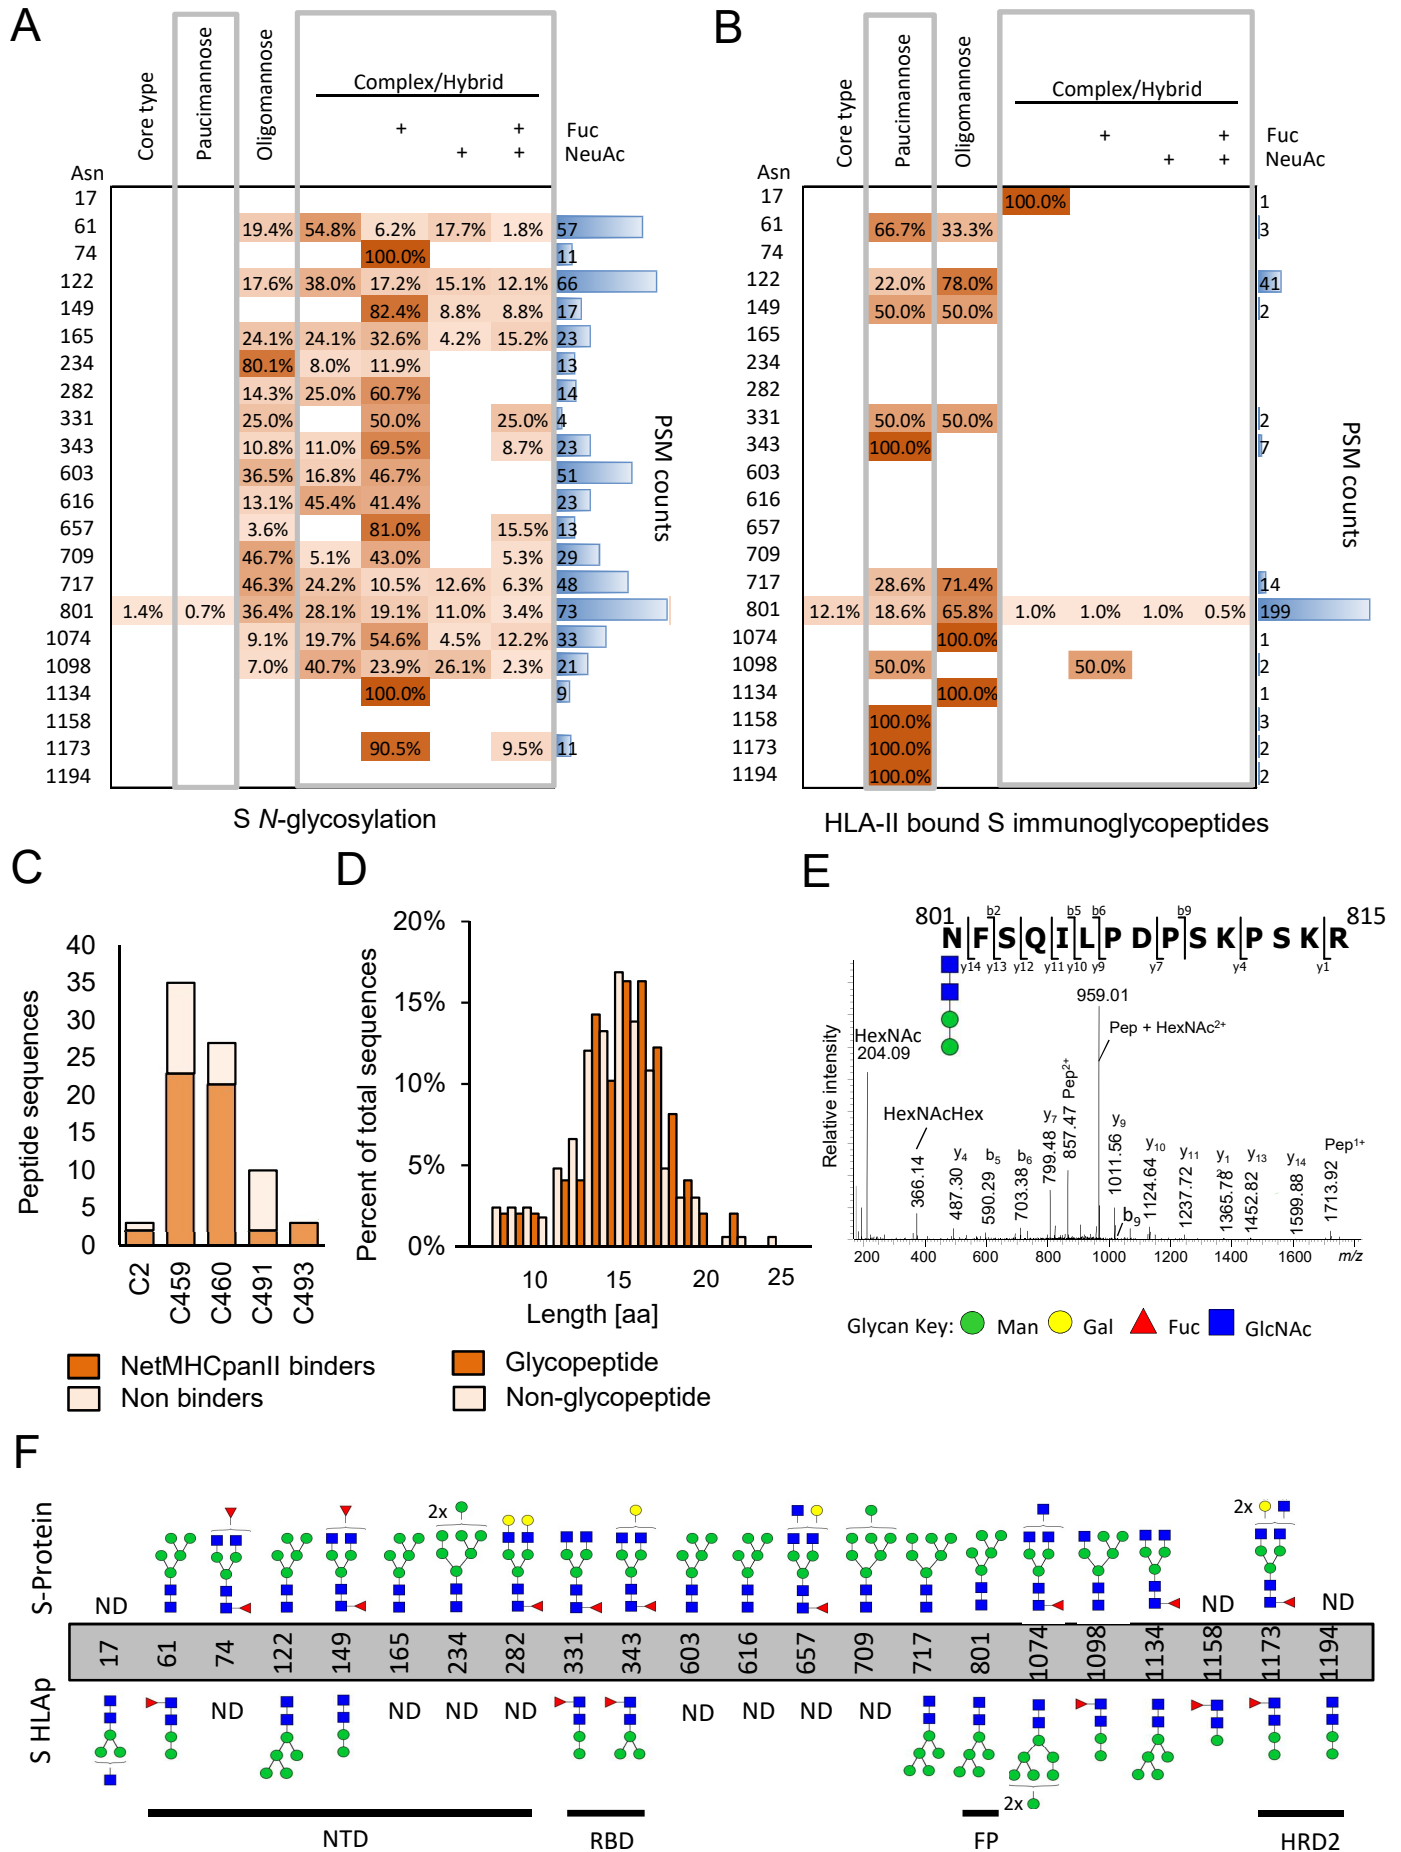 A
Core type
Paucimannose
Oligomannose
Complex/Hybrid
+ + Fuc
+ + NeuAc
Asn
17
61 19.4% 54.8% 6.2% 17.7% 1.8% 57
74 100.0% 11
122 17.6% 38.0% 17.2% 15.1% 12.1% 66
149 82.4% 8.8% 8.8% 17
165 24.1% 24.1% 32.6% 4.2% 15.2% 23
234 80.1% 8.0% 11.9% 13
282 14.3% 25.0% 60.7% 14
331 25.0% 50.0% 25.0% 4
343 10.8% 11.0% 69.5% 8.7% 23
603 36.5% 16.8% 46.7% 51
616 13.1% 45.4% 41.4% 23
657 3.6% 81.0% 15.5% 13
709 46.7% 5.1% 43.0% 5.3% 29
717 46.3% 24.2% 10.5% 12.6% 6.3% 48
801 1.4% 0.7% 36.4% 28.1% 19.1% 11.0% 3.4% 73
1074 9.1% 19.7% 54.6% 4.5% 12.2% 33
1098 7.0% 40.7% 23.9% 26.1% 2.3% 21
1134 100.0% 9
1158
1173 90.5% 9.5% 11
1194
PSM counts
S N-glycosylation
B
Core type
Paucimannose
Oligomannose
Complex/Hybrid
+ + Fuc
+ + NeuAc
Asn
17 100.0% 1
61 66.7% 33.3% 3
74
122 22.0% 78.0% 41
149 50.0% 50.0% 2
165
234
282
331 50.0% 50.0% 2
343 100.0% 7
603
616
657
709
717 28.6% 71.4% 14
801 12.1% 18.6% 65.8% 1.0% 1.0% 1.0% 0.5% 199
1074 100.0% 1
1098 50.0% 50.0% 2
1134 100.0% 1
1158 100.0% 3
1173 100.0% 2
1194 100.0% 2
PSM counts
HLA-II bound S immunoglycopeptides
C
Peptide sequences
40
35
30
25
20
15
10
5
0
C2 C459 C460 C491 C493
NetMHCpanII binders
Non binders
D
Percent of total sequences
20%
15%
10%
5%
0%
10 15 20 25
Length [aa]
Glycopeptide
Non-glycopeptide
E
b2 b5 b6 b9
801 NFSQILPDPSKPSKR 815
y14 y13 y12 y11 y10 y9 y7 y4 y1
Relative intensity
HexNAc
204.09
HexNAcHex
366.14
y4
487.30
b5
590.29
b6
703.38
y7
799.48
857.47 Pep2+
959.01
Pep + HexNAc2+
y9
1011.56
b9
y10
1124.64
y11
1237.72
y1
1365.78
y13
1452.82
y14
1599.88
Pep1+
1713.92
200 400 600 800 1000 1200 1400 1600 m/z
Glycan Key: Man Gal Fuc GlcNAc
F
S-Protein
2x 2x
ND ND ND
17 61 74 122 149 165 234 282 331 343 603 616 657 709 717 801 1074 1098 1134 1158 1173 1194
S HLAp
ND ND ND ND ND ND ND ND
2x
NTD RBD FP HRD2